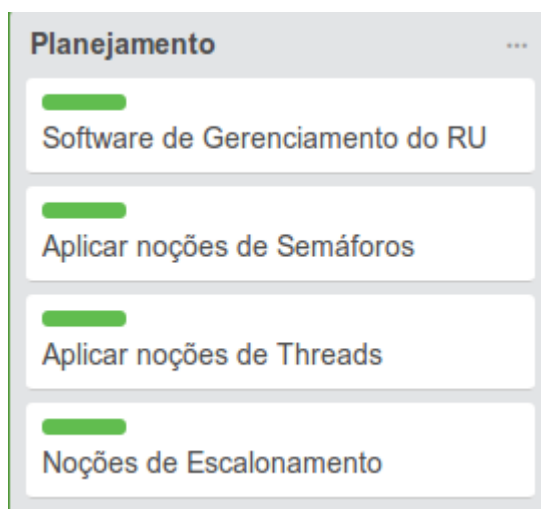 Planejamento
Software de Gerenciamento do RU
Aplicar noções de Semáforos
Aplicar noções de Threads
Noções de Escalonamento